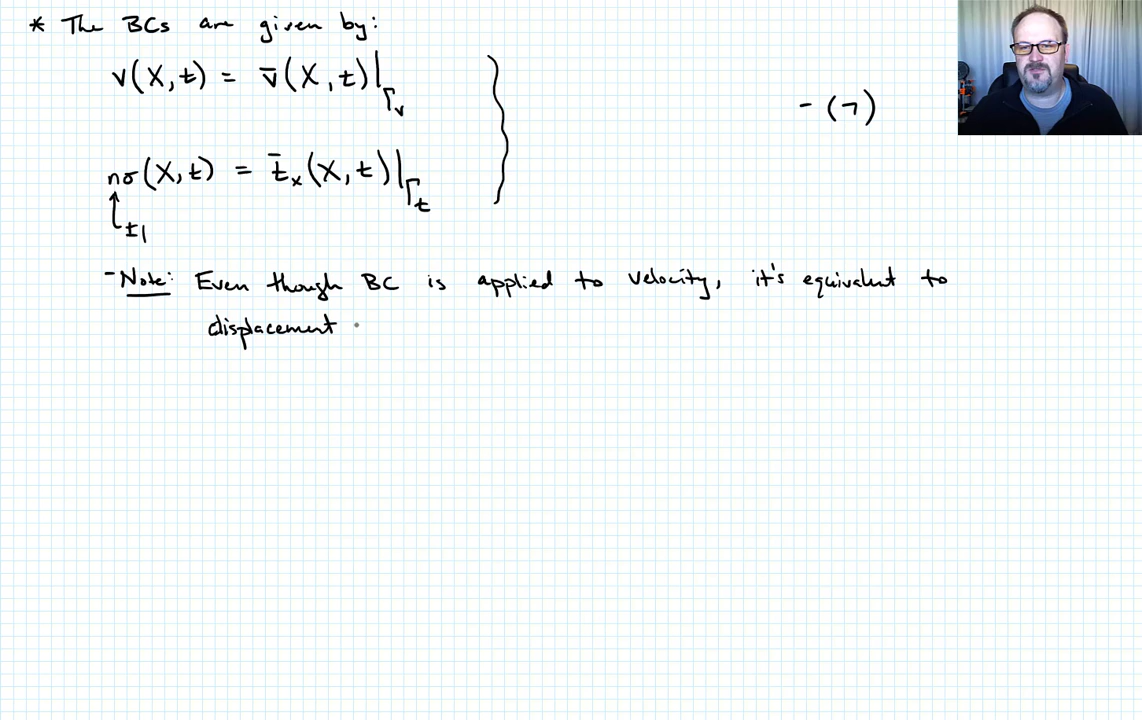 * The BCs are given by:
v(X,t) = v̄(X,t)|Γv
nσ(X,t) = t̄x(X,t)|Γt
- (7)
±1
- Note: Even though BC is applied to velocity, it's equivalent to
displacement